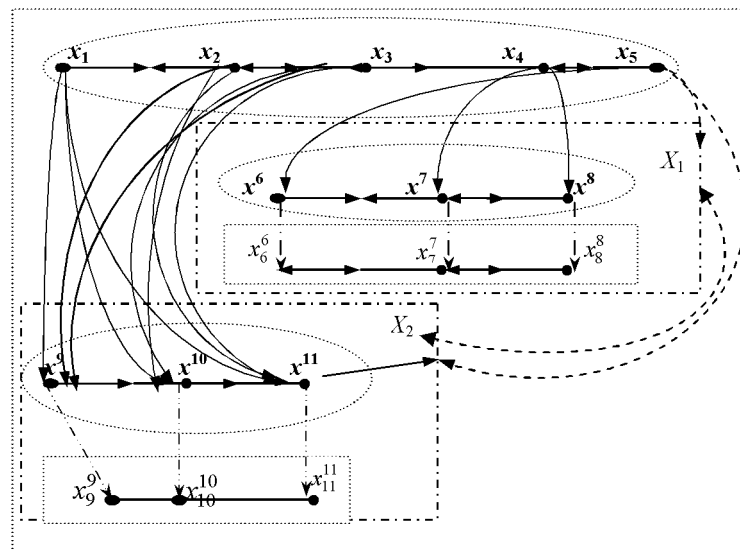 x₁ x₂ x₃ x₄ x₅
X₁
x⁶ x⁷ x⁸
x₆⁶ x₇⁷ x₈⁸
X₂
x⁹ x¹⁰ x¹¹
x₉⁹ x₁₀¹⁰ x₁₁¹¹